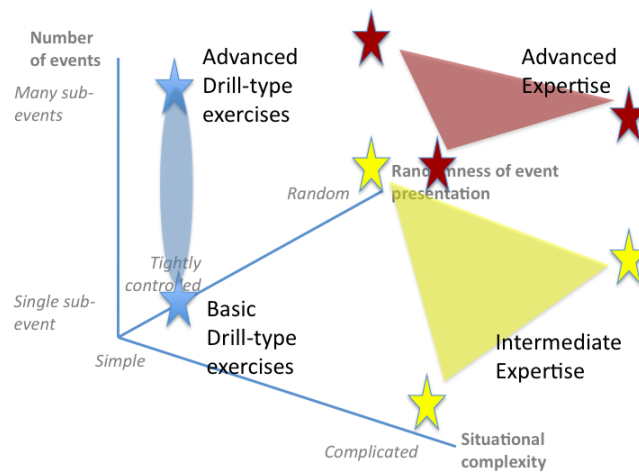 Number
of events
Many sub-
events
Advanced
Drill-type
exercises
Advanced
Expertise
Randomness of event
presentation
Random
Tightly
controlled
Single sub-
event
Basic
Drill-type
exercises
Intermediate
Expertise
Simple
Complicated
Situational
complexity